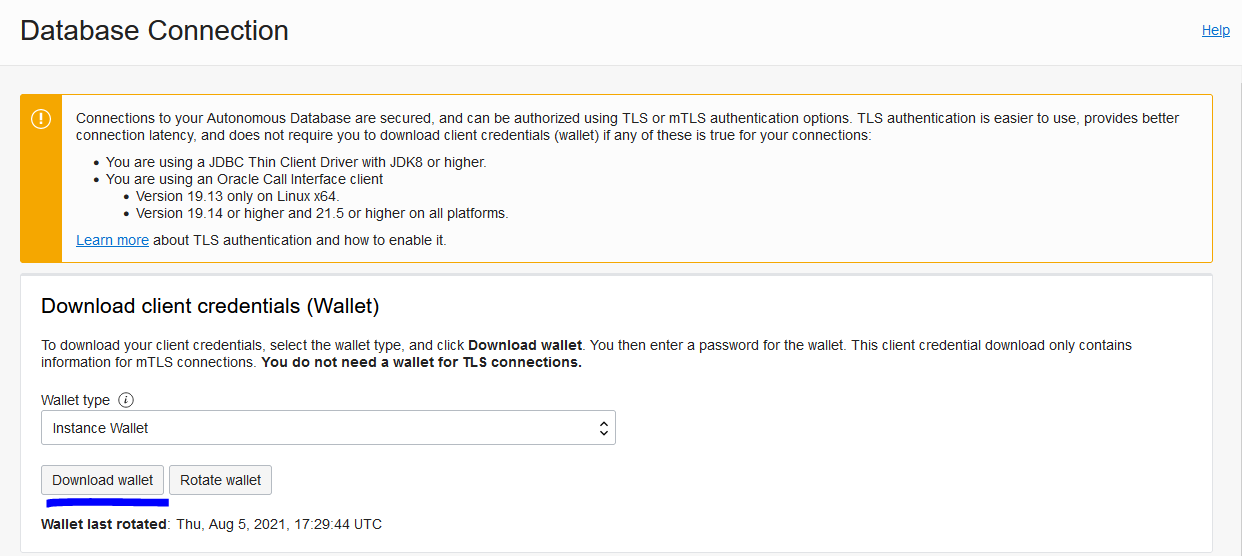 Database Connection
Help
Connections to your Autonomous Database are secured, and can be authorized using TLS or mTLS authentication options. TLS authentication is easier to use, provides better
connection latency, and does not require you to download client credentials (wallet) if any of these is true for your connections:
• You are using a JDBC Thin Client Driver with JDK8 or higher.
• You are using an Oracle Call Interface client
• Version 19.13 only on Linux x64.
• Version 19.14 or higher and 21.5 or higher on all platforms.
Learn more about TLS authentication and how to enable it.
Download client credentials (Wallet)
To download your client credentials, select the wallet type, and click Download wallet. You then enter a password for the wallet. This client credential download only contains
information for mTLS connections. You do not need a wallet for TLS connections.
Wallet type
Instance Wallet
Download wallet Rotate wallet
Wallet last rotated: Thu, Aug 5, 2021, 17:29:44 UTC